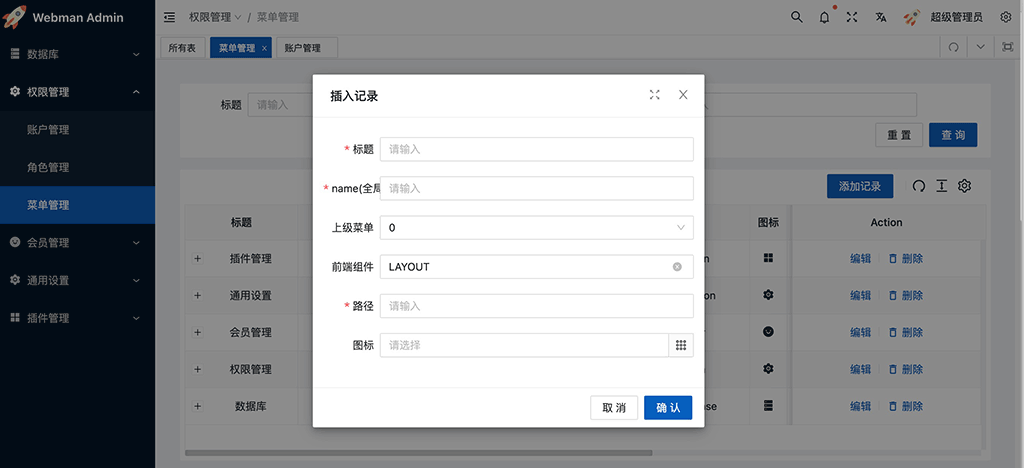 Webman Admin
权限管理 / 菜单管理
超级管理员
所有表
菜单管理 ×
账户管理
数据库
权限管理
账户管理
角色管理
菜单管理
会员管理
通用设置
插件管理
标题 请输入
重 置
查 询
添加记录
标题
图标
Action
+ 插件管理
编辑
删除
+ 通用设置
编辑
删除
+ 会员管理
编辑
删除
+ 权限管理
编辑
删除
+ 数据库
编辑
删除
插入记录
* 标题 请输入
* name(全局 请输入
上级菜单 0
前端组件 LAYOUT
* 路径 请输入
图标 请选择
取 消
确 认